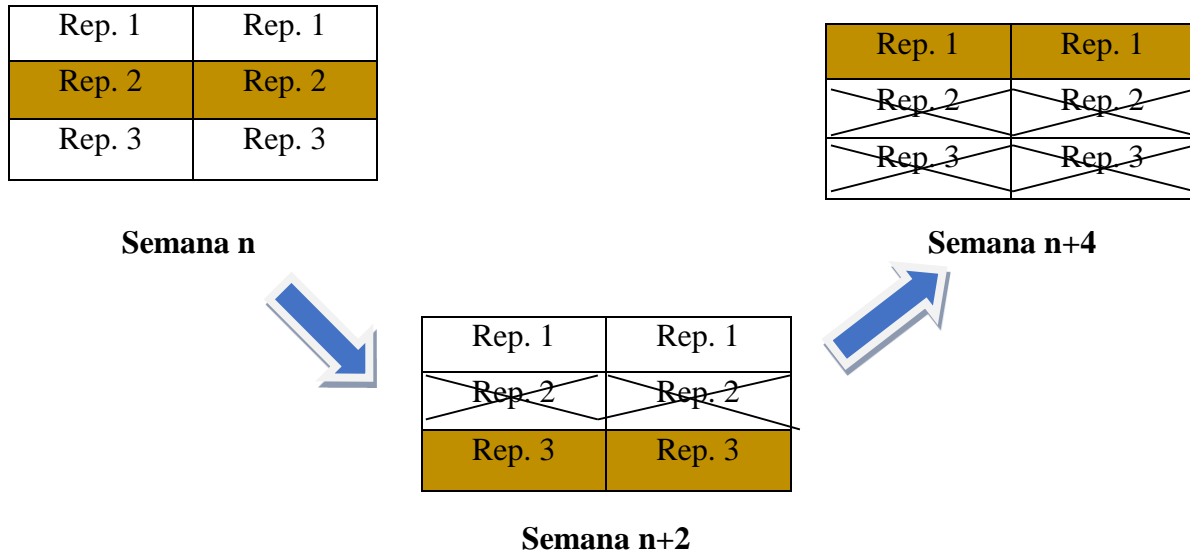 Rep. 1 Rep. 1
Rep. 2 Rep. 2
Rep. 3 Rep. 3
Semana n
Rep. 1 Rep. 1
Rep. 2 Rep. 2
Rep. 3 Rep. 3
Semana n+2
Rep. 1 Rep. 1
Rep. 2 Rep. 2
Rep. 3 Rep. 3
Semana n+4